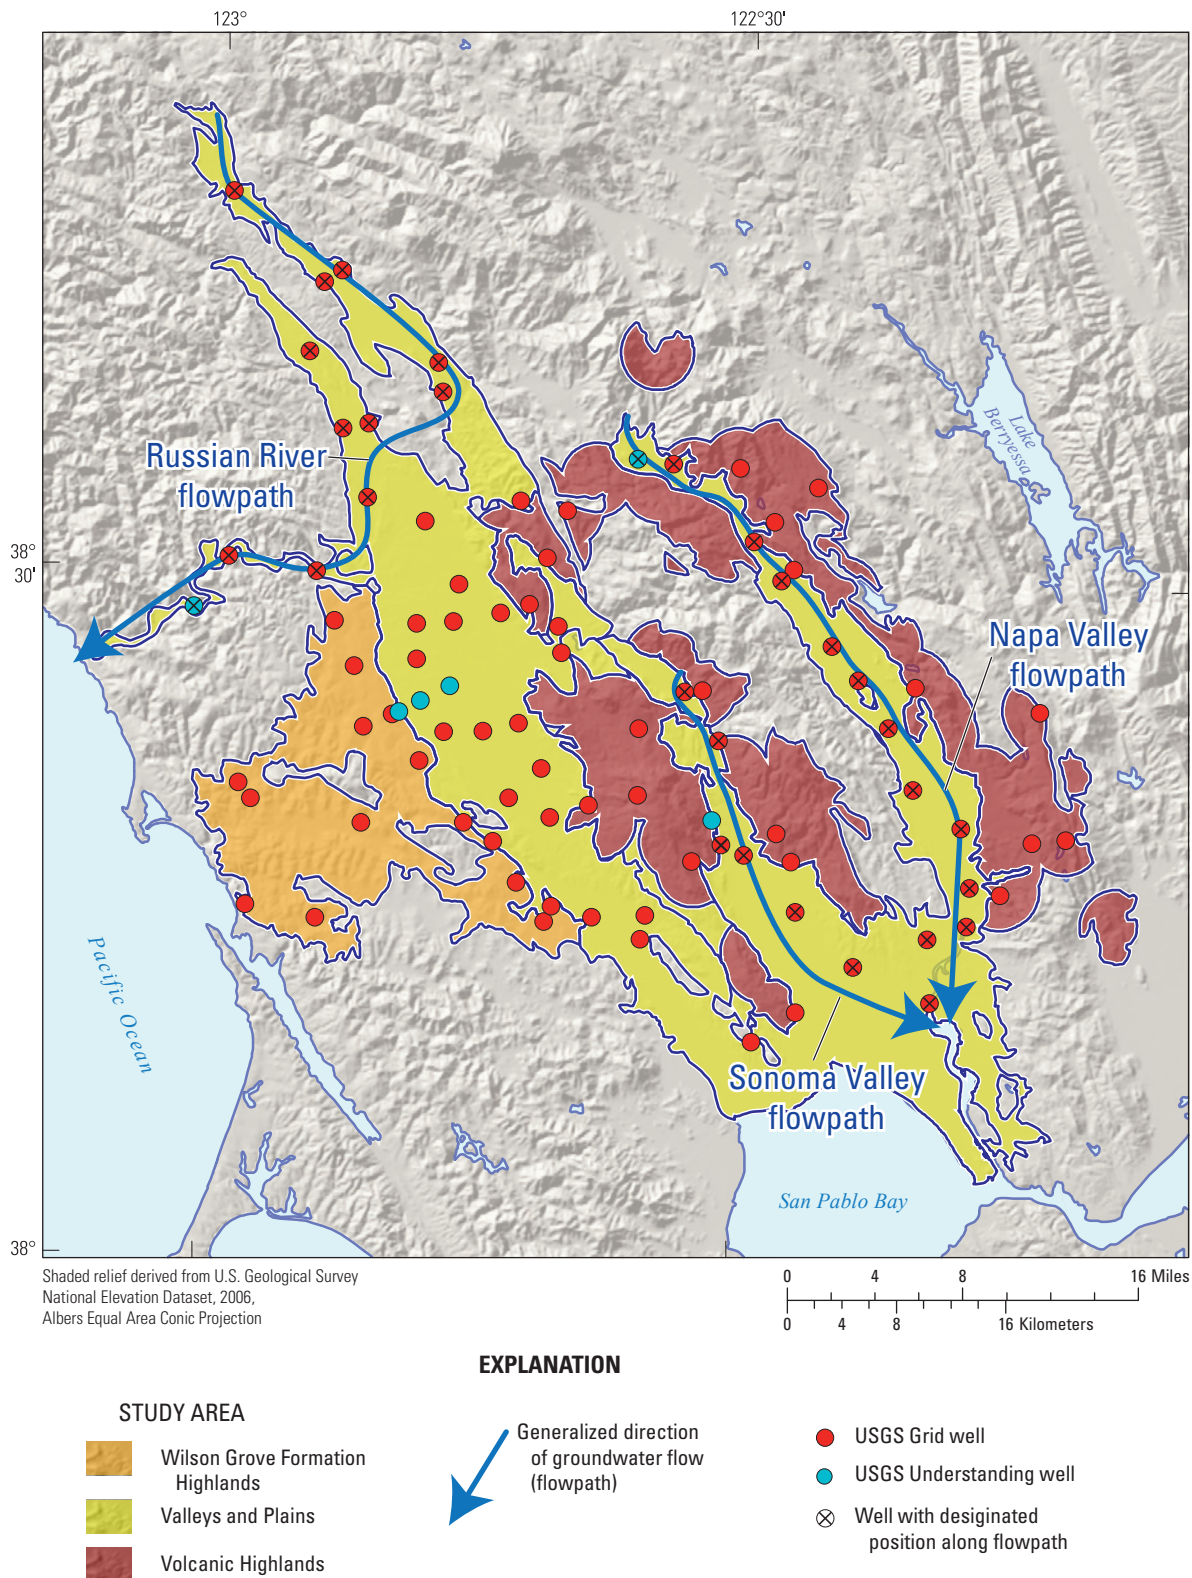 123°
122°30'
Lake
Berryessa
Russian River
flowpath
38°
30'
Napa Valley
flowpath
Pacific Ocean
Sonoma Valley
flowpath
San Pablo Bay
38°
Shaded relief derived from U.S. Geological Survey
National Elevation Dataset, 2006,
Albers Equal Area Conic Projection
0 4 8 16 Miles
0 4 8 16 Kilometers
EXPLANATION
STUDY AREA
Wilson Grove Formation
Highlands
Valleys and Plains
Volcanic Highlands
Generalized direction
of groundwater flow
(flowpath)
USGS Grid well
USGS Understanding well
Well with desiginated
position along flowpath